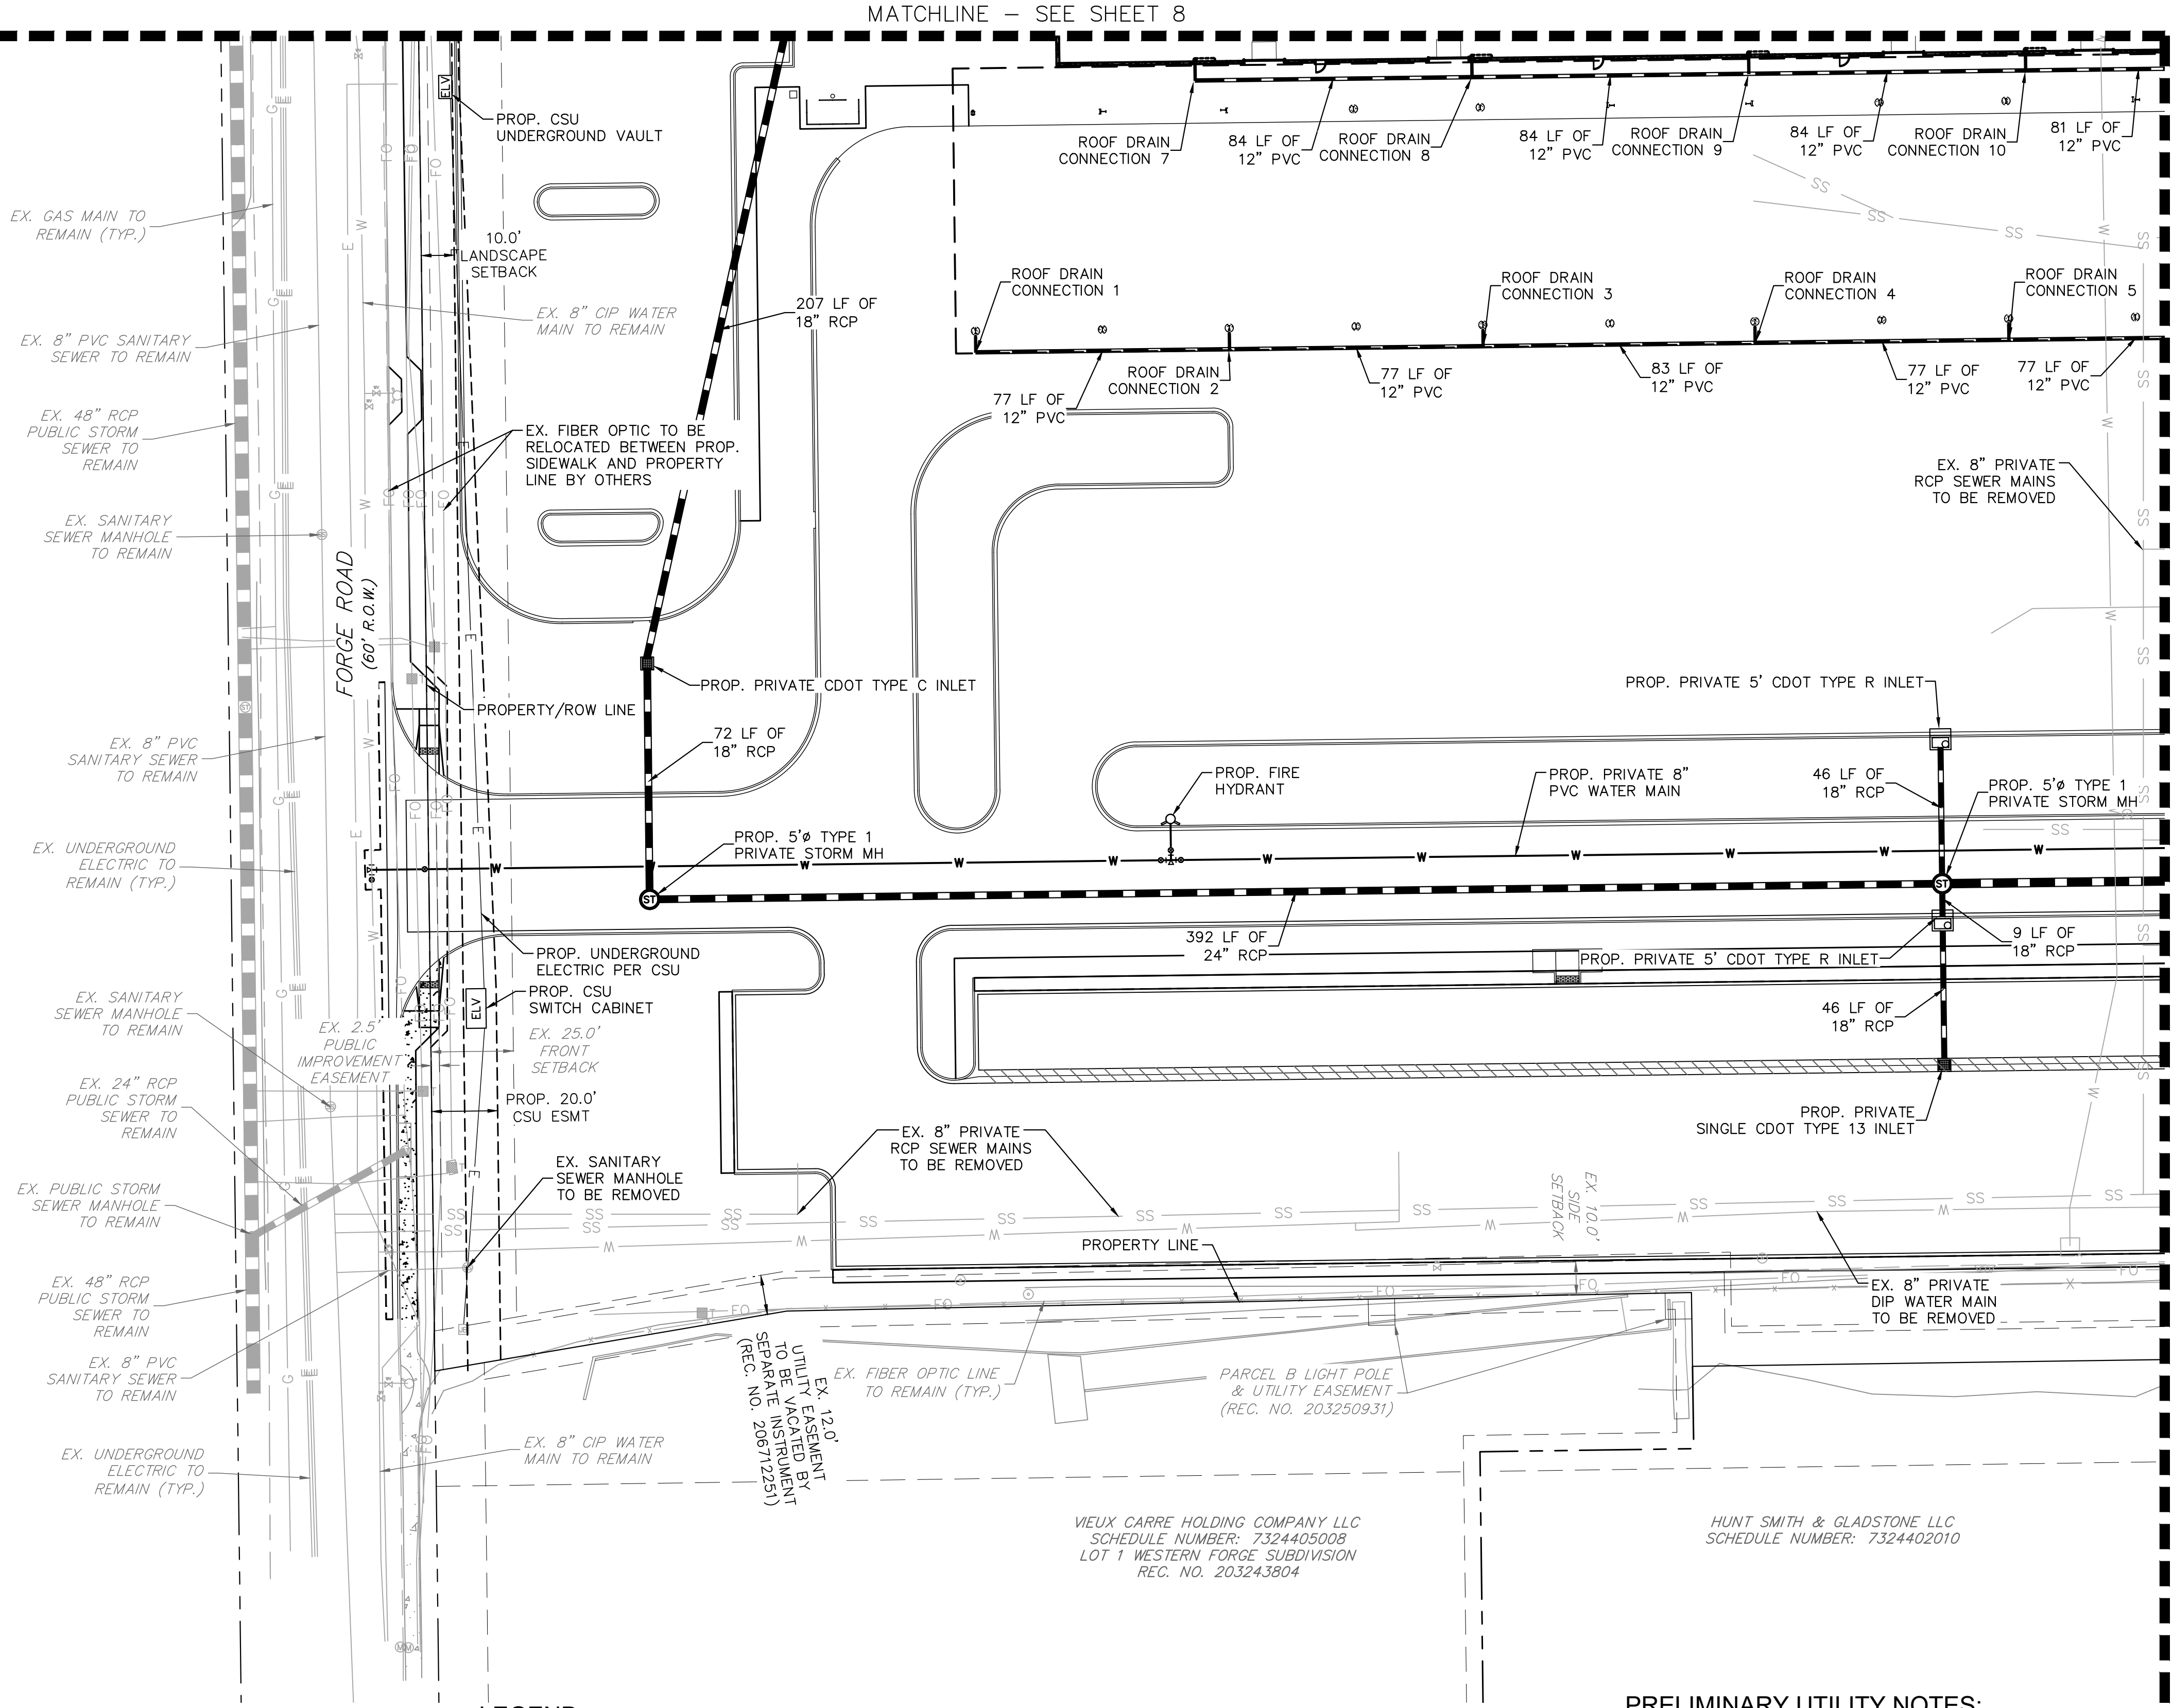 MATCHLINE – SEE SHEET 8
ELV
PROP. CSU
UNDERGROUND VAULT
ROOF DRAIN
CONNECTION 7
84 LF OF
12" PVC
ROOF DRAIN
CONNECTION 8
84 LF OF
12" PVC
ROOF DRAIN
CONNECTION 9
84 LF OF
12" PVC
ROOF DRAIN
CONNECTION 10
81 LF OF
12" PVC
EX. GAS MAIN TO
REMAIN (TYP.)
10.0'
LANDSCAPE
SETBACK
EX. 8" CIP WATER
MAIN TO REMAIN
207 LF OF
18" RCP
ROOF DRAIN
CONNECTION 1
ROOF DRAIN
CONNECTION 3
ROOF DRAIN
CONNECTION 4
ROOF DRAIN
CONNECTION 5
EX. 8" PVC SANITARY
SEWER TO REMAIN
ROOF DRAIN
CONNECTION 2
77 LF OF
12" PVC
77 LF OF
12" PVC
83 LF OF
12" PVC
77 LF OF
12" PVC
77 LF OF
12" PVC
EX. 48" RCP
PUBLIC STORM
SEWER TO
REMAIN
EX. FIBER OPTIC TO BE
RELOCATED BETWEEN PROP.
SIDEWALK AND PROPERTY
LINE BY OTHERS
EX. 8" PRIVATE
RCP SEWER MAINS
TO BE REMOVED
EX. SANITARY
SEWER MANHOLE
TO REMAIN
FORGE ROAD
(60' R.O.W.)
PROP. PRIVATE CDOT TYPE C INLET
PROP. PRIVATE 5' CDOT TYPE R INLET
PROPERTY/ROW LINE
72 LF OF
18" RCP
EX. 8" PVC
SANITARY SEWER
TO REMAIN
PROP. FIRE
HYDRANT
PROP. PRIVATE 8"
PVC WATER MAIN
46 LF OF
18" RCP
PROP. 5'ø TYPE 1
PRIVATE STORM MH
PROP. 5'ø TYPE 1
PRIVATE STORM MH
EX. UNDERGROUND
ELECTRIC TO
REMAIN (TYP.)
W W W W W W W W W W
ST
ST
PROP. UNDERGROUND
ELECTRIC PER CSU
392 LF OF
24" RCP
PROP. PRIVATE 5' CDOT TYPE R INLET
9 LF OF
18" RCP
ELV
PROP. CSU
SWITCH CABINET
EX. SANITARY
SEWER MANHOLE
TO REMAIN
EX. 2.5'
PUBLIC
IMPROVEMENT
EASEMENT
EX. 25.0'
FRONT
SETBACK
46 LF OF
18" RCP
EX. 24" RCP
PUBLIC STORM
SEWER TO
REMAIN
PROP. 20.0'
CSU ESMT
PROP. PRIVATE
SINGLE CDOT TYPE 13 INLET
EX. 8" PRIVATE
RCP SEWER MAINS
TO BE REMOVED
EX. SANITARY
SEWER MANHOLE
TO BE REMOVED
EX. PUBLIC STORM
SEWER MANHOLE
TO REMAIN
EX. 10.0'
SIDE
SETBACK
PROPERTY LINE
EX. 48" RCP
PUBLIC STORM
SEWER TO
REMAIN
EX. 8" PRIVATE
DIP WATER MAIN
TO BE REMOVED
EX. 8" PVC
SANITARY SEWER
TO REMAIN
EX. 12.0'
UTILITY EASEMENT
TO BE VACATED BY
SEPARATE INSTRUMENT
(REC. NO. 206712251)
EX. FIBER OPTIC LINE
TO REMAIN (TYP.)
PARCEL B LIGHT POLE
& UTILITY EASEMENT
(REC. NO. 203250931)
EX. UNDERGROUND
ELECTRIC TO
REMAIN (TYP.)
EX. 8" CIP WATER
MAIN TO REMAIN
VIEUX CARRE HOLDING COMPANY LLC
SCHEDULE NUMBER: 7324405008
LOT 1 WESTERN FORGE SUBDIVISION
REC. NO. 203243804
HUNT SMITH & GLADSTONE LLC
SCHEDULE NUMBER: 7324402010
LEGEND
PRELIMINARY UTILITY NOTES: